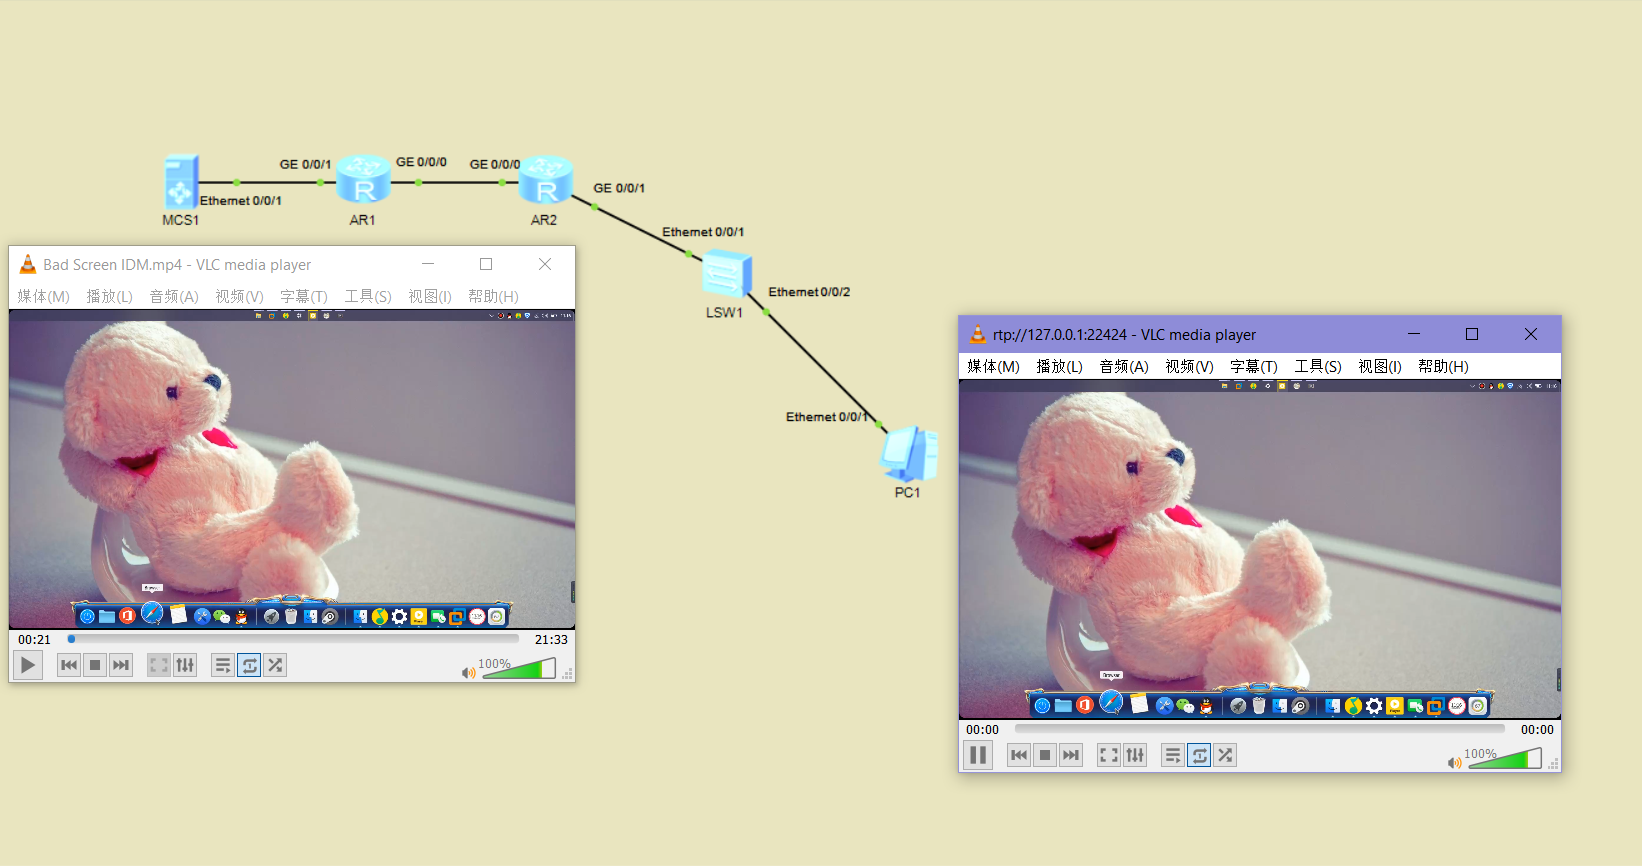 GE 0/0/1
GE 0/0/0
GE 0/0/0
GE 0/0/1
Ethernet 0/0/1
MCS1
AR1
AR2
Ethernet 0/0/1
Ethernet 0/0/2
LSW1
Ethernet 0/0/1
PC1
Bad Screen IDM.mp4 - VLC media player
媒体(M) 播放(L) 音频(A) 视频(V) 字幕(T) 工具(S) 视图(I) 帮助(H)
R
R
00:21
21:33
100%
rtp://127.0.0.1:22424 - VLC media player
媒体(M) 播放(L) 音频(A) 视频(V) 字幕(T) 工具(S) 视图(I) 帮助(H)
Browser
00:00
00:00
100%